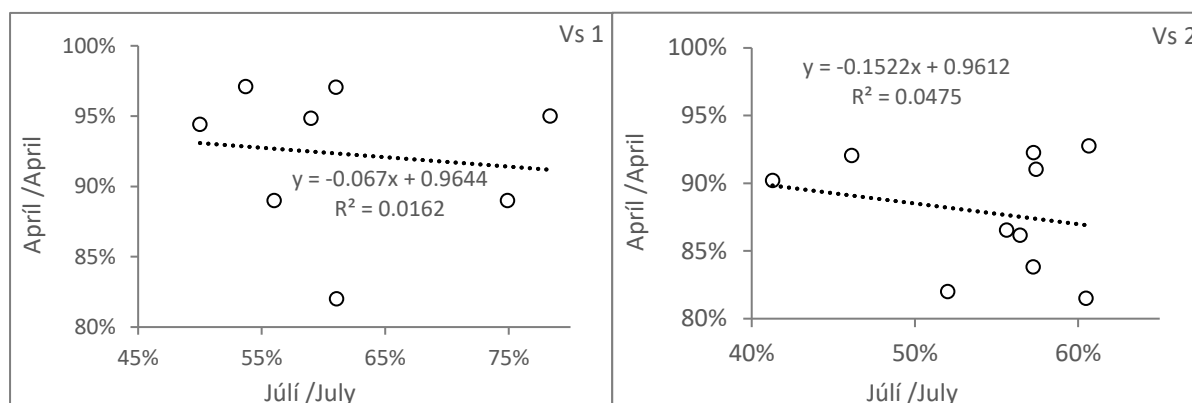 Vs 1
100%
95%
90%
85%
80%
Apríl /April
y = -0.067x + 0.9644
R² = 0.0162
45%
55%
65%
75%
Júlí /July
Vs 2
100%
95%
90%
85%
80%
Apríl /April
y = -0.1522x + 0.9612
R² = 0.0475
40%
50%
60%
Júlí /July